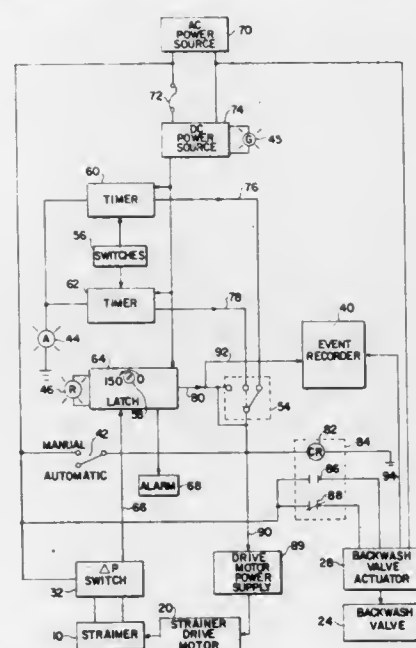 AC POWER
SOURCE
70
72
74
DC
POWER
SOURCE
G
45
60
TIMER
76
56
SWITCHES
62
TIMER
78
40
EVENT
RECORDER
A
44
64
92
46
R
150
0
LATCH
58
80
54
MANUAL
42
AUTOMATIC
82
CR
84
86
88
94
ALARM
68
66
90
89
DRIVE
MOTOR POWER
SUPPLY
28
BACKWASH
VALVE
ACTUATOR
△P
SWITCH
32
20
STRAINER
DRIVE
MOTOR
10
STRAIMER
24
BACKWASH
VALVE